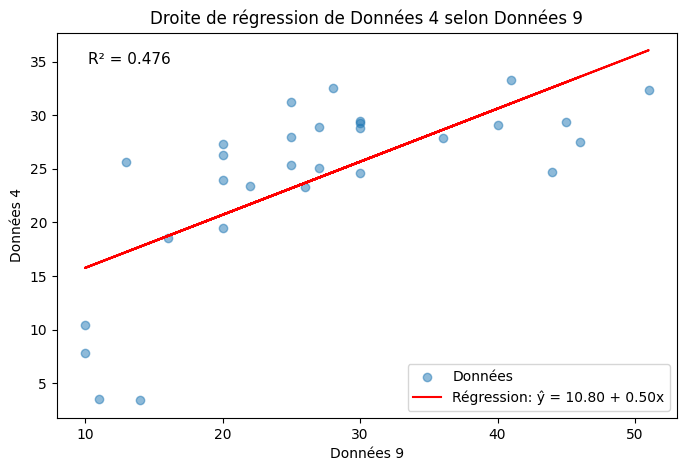 Droite de régression de Données 4 selon Données 9
R² = 0.476
35
30
25
20
15
10
5
Données 4
10 20 30 40 50
Données 9
Données
Régression: ŷ = 10.80 + 0.50x